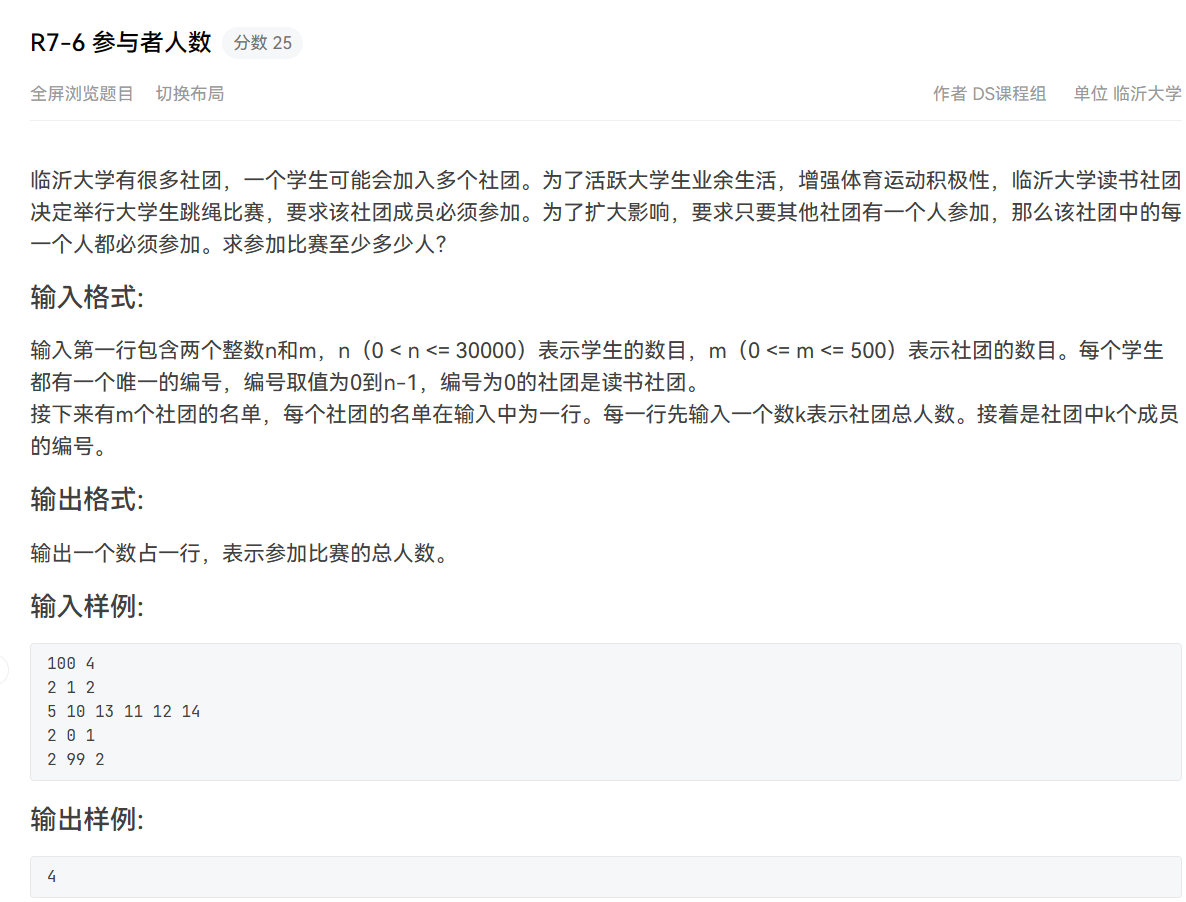 R7-6 参与者人数 分数 25
全屏浏览题目 切换布局 作者 DS课程组 单位 临沂大学
临沂大学有很多社团，一个学生可能会加入多个社团。为了活跃大学生业余生活，增强体育运动积极性，临沂大学读书社团
决定举行大学生跳绳比赛，要求该社团成员必须参加。为了扩大影响，要求只要其他社团有一个人参加，那么该社团中的每
一个人都必须参加。求参加比赛至少多少人？
输入格式:
输入第一行包含两个整数n和m，n（0 < n <= 30000）表示学生的数目，m（0 <= m <= 500）表示社团的数目。每个学生
都有一个唯一的编号，编号取值为0到n-1，编号为0的社团是读书社团。
接下来有m个社团的名单，每个社团的名单在输入中为一行。每一行先输入一个数k表示社团总人数。接着是社团中k个成员
的编号。
输出格式:
输出一个数占一行，表示参加比赛的总人数。
输入样例:
100 4
2 1 2
5 10 13 11 12 14
2 0 1
2 99 2
输出样例:
4